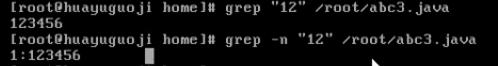 [root@huayuguoji home]# grep "12" /root/abc3.java
123456
[root@huayuguoji home]# grep -n "12" /root/abc3.java
1:123456